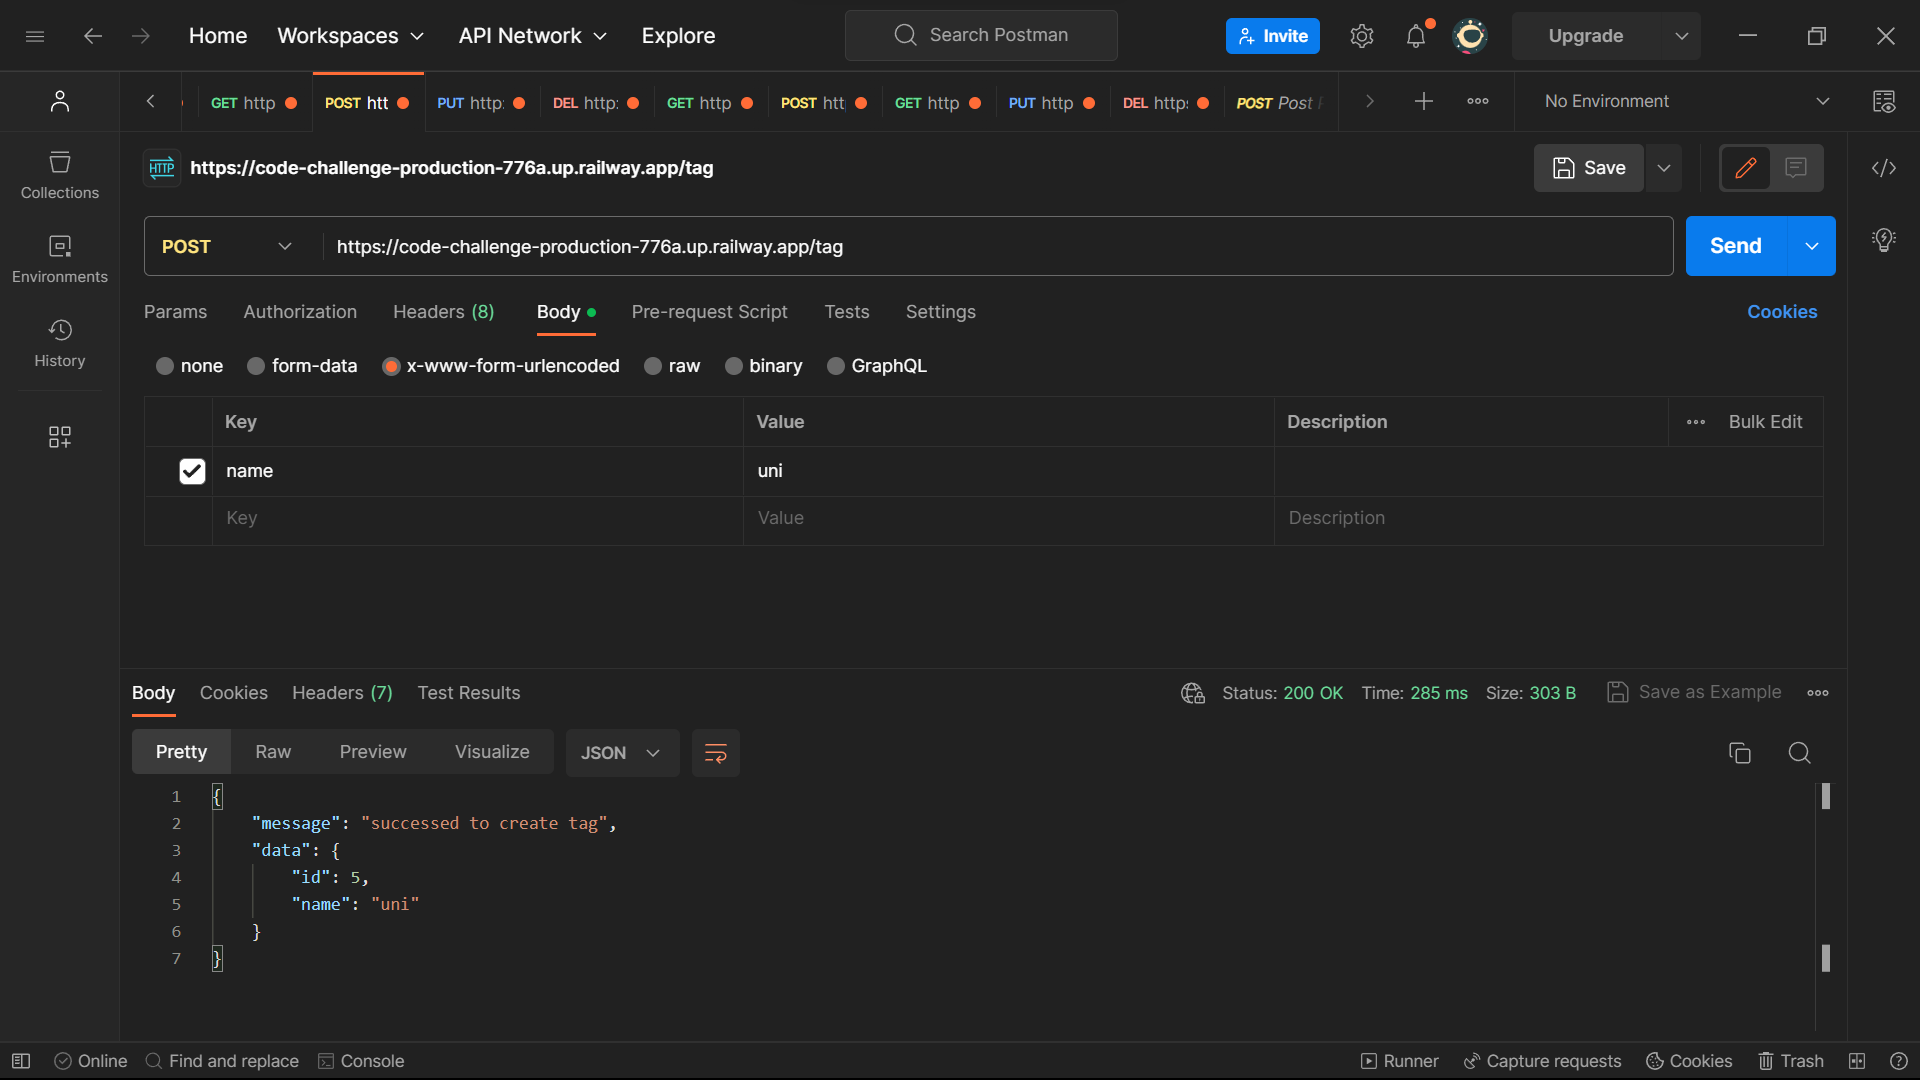 Home Workspaces API Network Explore Search Postman Invite Upgrade
GET http POST htt PUT http: DEL http: GET http POST htt GET http PUT http DEL http: POST Post No Environment
HTTP https://code-challenge-production-776a.up.railway.app/tag Save
Collections
Environments
History
POST https://code-challenge-production-776a.up.railway.app/tag Send
Params Authorization Headers (8) Body Pre-request Script Tests Settings Cookies
none form-data x-www-form-urlencoded raw binary GraphQL
Key Value Description Bulk Edit
name uni
Key Value Description
Body Cookies Headers (7) Test Results Status: 200 OK Time: 285 ms Size: 303 B Save as Example
Pretty Raw Preview Visualize JSON
1 {
2 "message": "successed to create tag",
3 "data": {
4 "id": 5,
5 "name": "uni"
6 }
7 }
Online Find and replace Console Runner Capture requests Cookies Trash